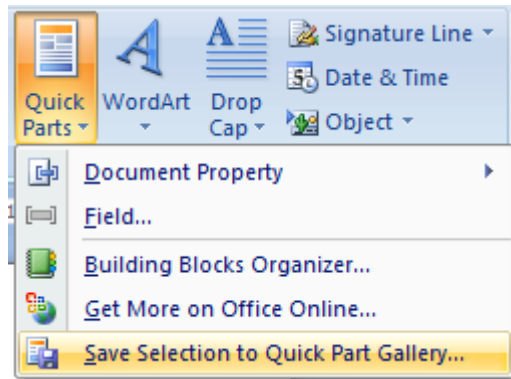 Signature Line
Date & Time
Quick Parts
WordArt
Drop Cap
Object
Document Property
Field...
Building Blocks Organizer...
Get More on Office Online...
Save Selection to Quick Part Gallery...